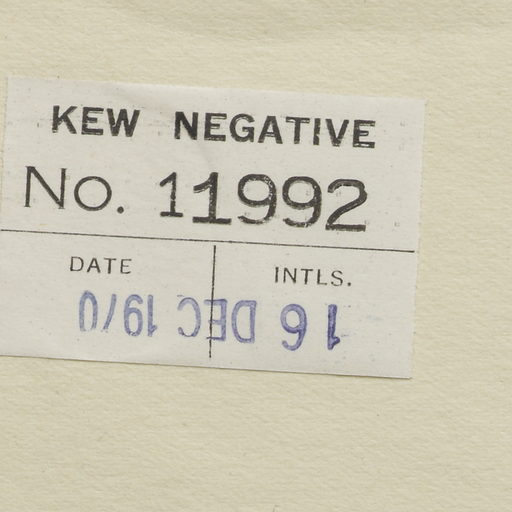 KEW NEGATIVE
No. 11992
DATE INTLS.
16 DEC 1970